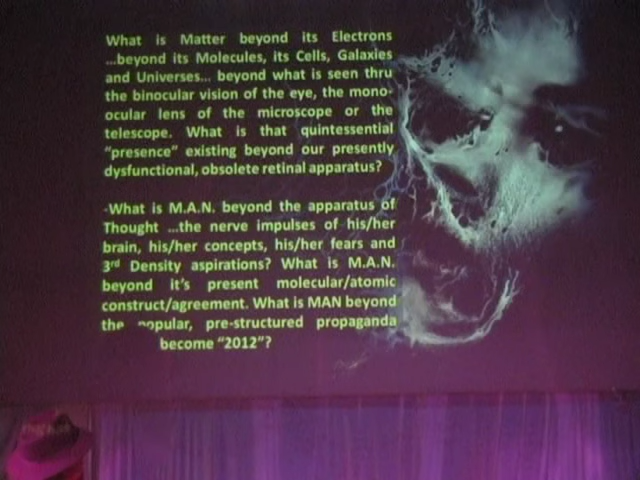 What is Matter beyond its Electrons
...beyond its Molecules, its Cells, Galaxies
and Universes... beyond what is seen thru
the binocular vision of the eye, the mono-
ocular lens of the microscope or the
telescope. What is that quintessential
“presence” existing beyond our presently
dysfunctional, obsolete retinal apparatus?
-What is M.A.N. beyond the apparatus of
Thought ...the nerve impulses of his/her
brain, his/her concepts, his/her fears and
3rd Density aspirations? What is M.A.N.
beyond it’s present molecular/atomic
construct/agreement. What is MAN beyond
the popular, pre-structured propaganda
become “2012”?